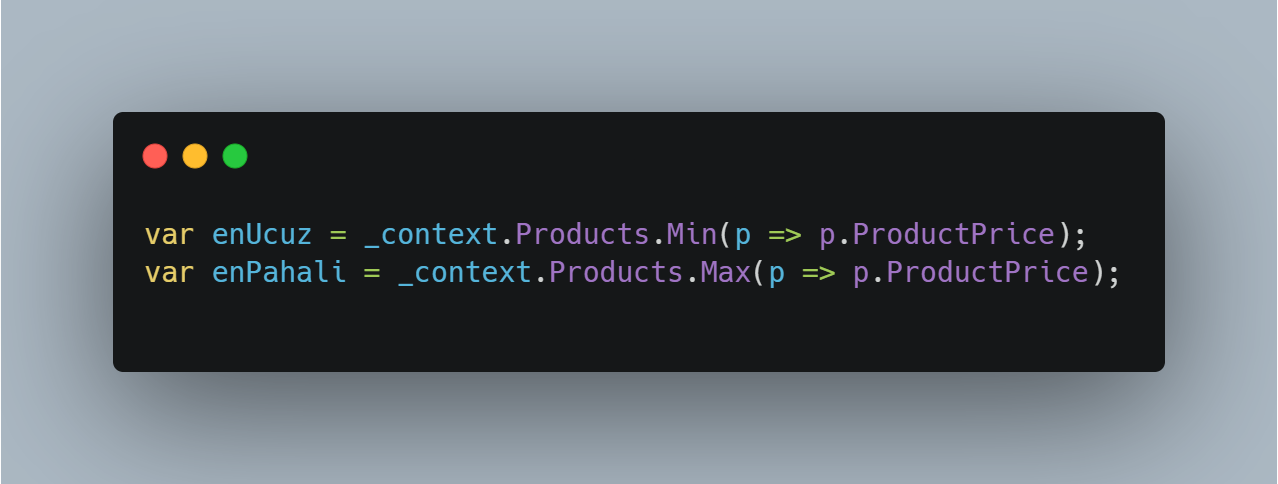 var enUcuz = _context.Products.Min(p => p.ProductPrice);
var enPahali = _context.Products.Max(p => p.ProductPrice);